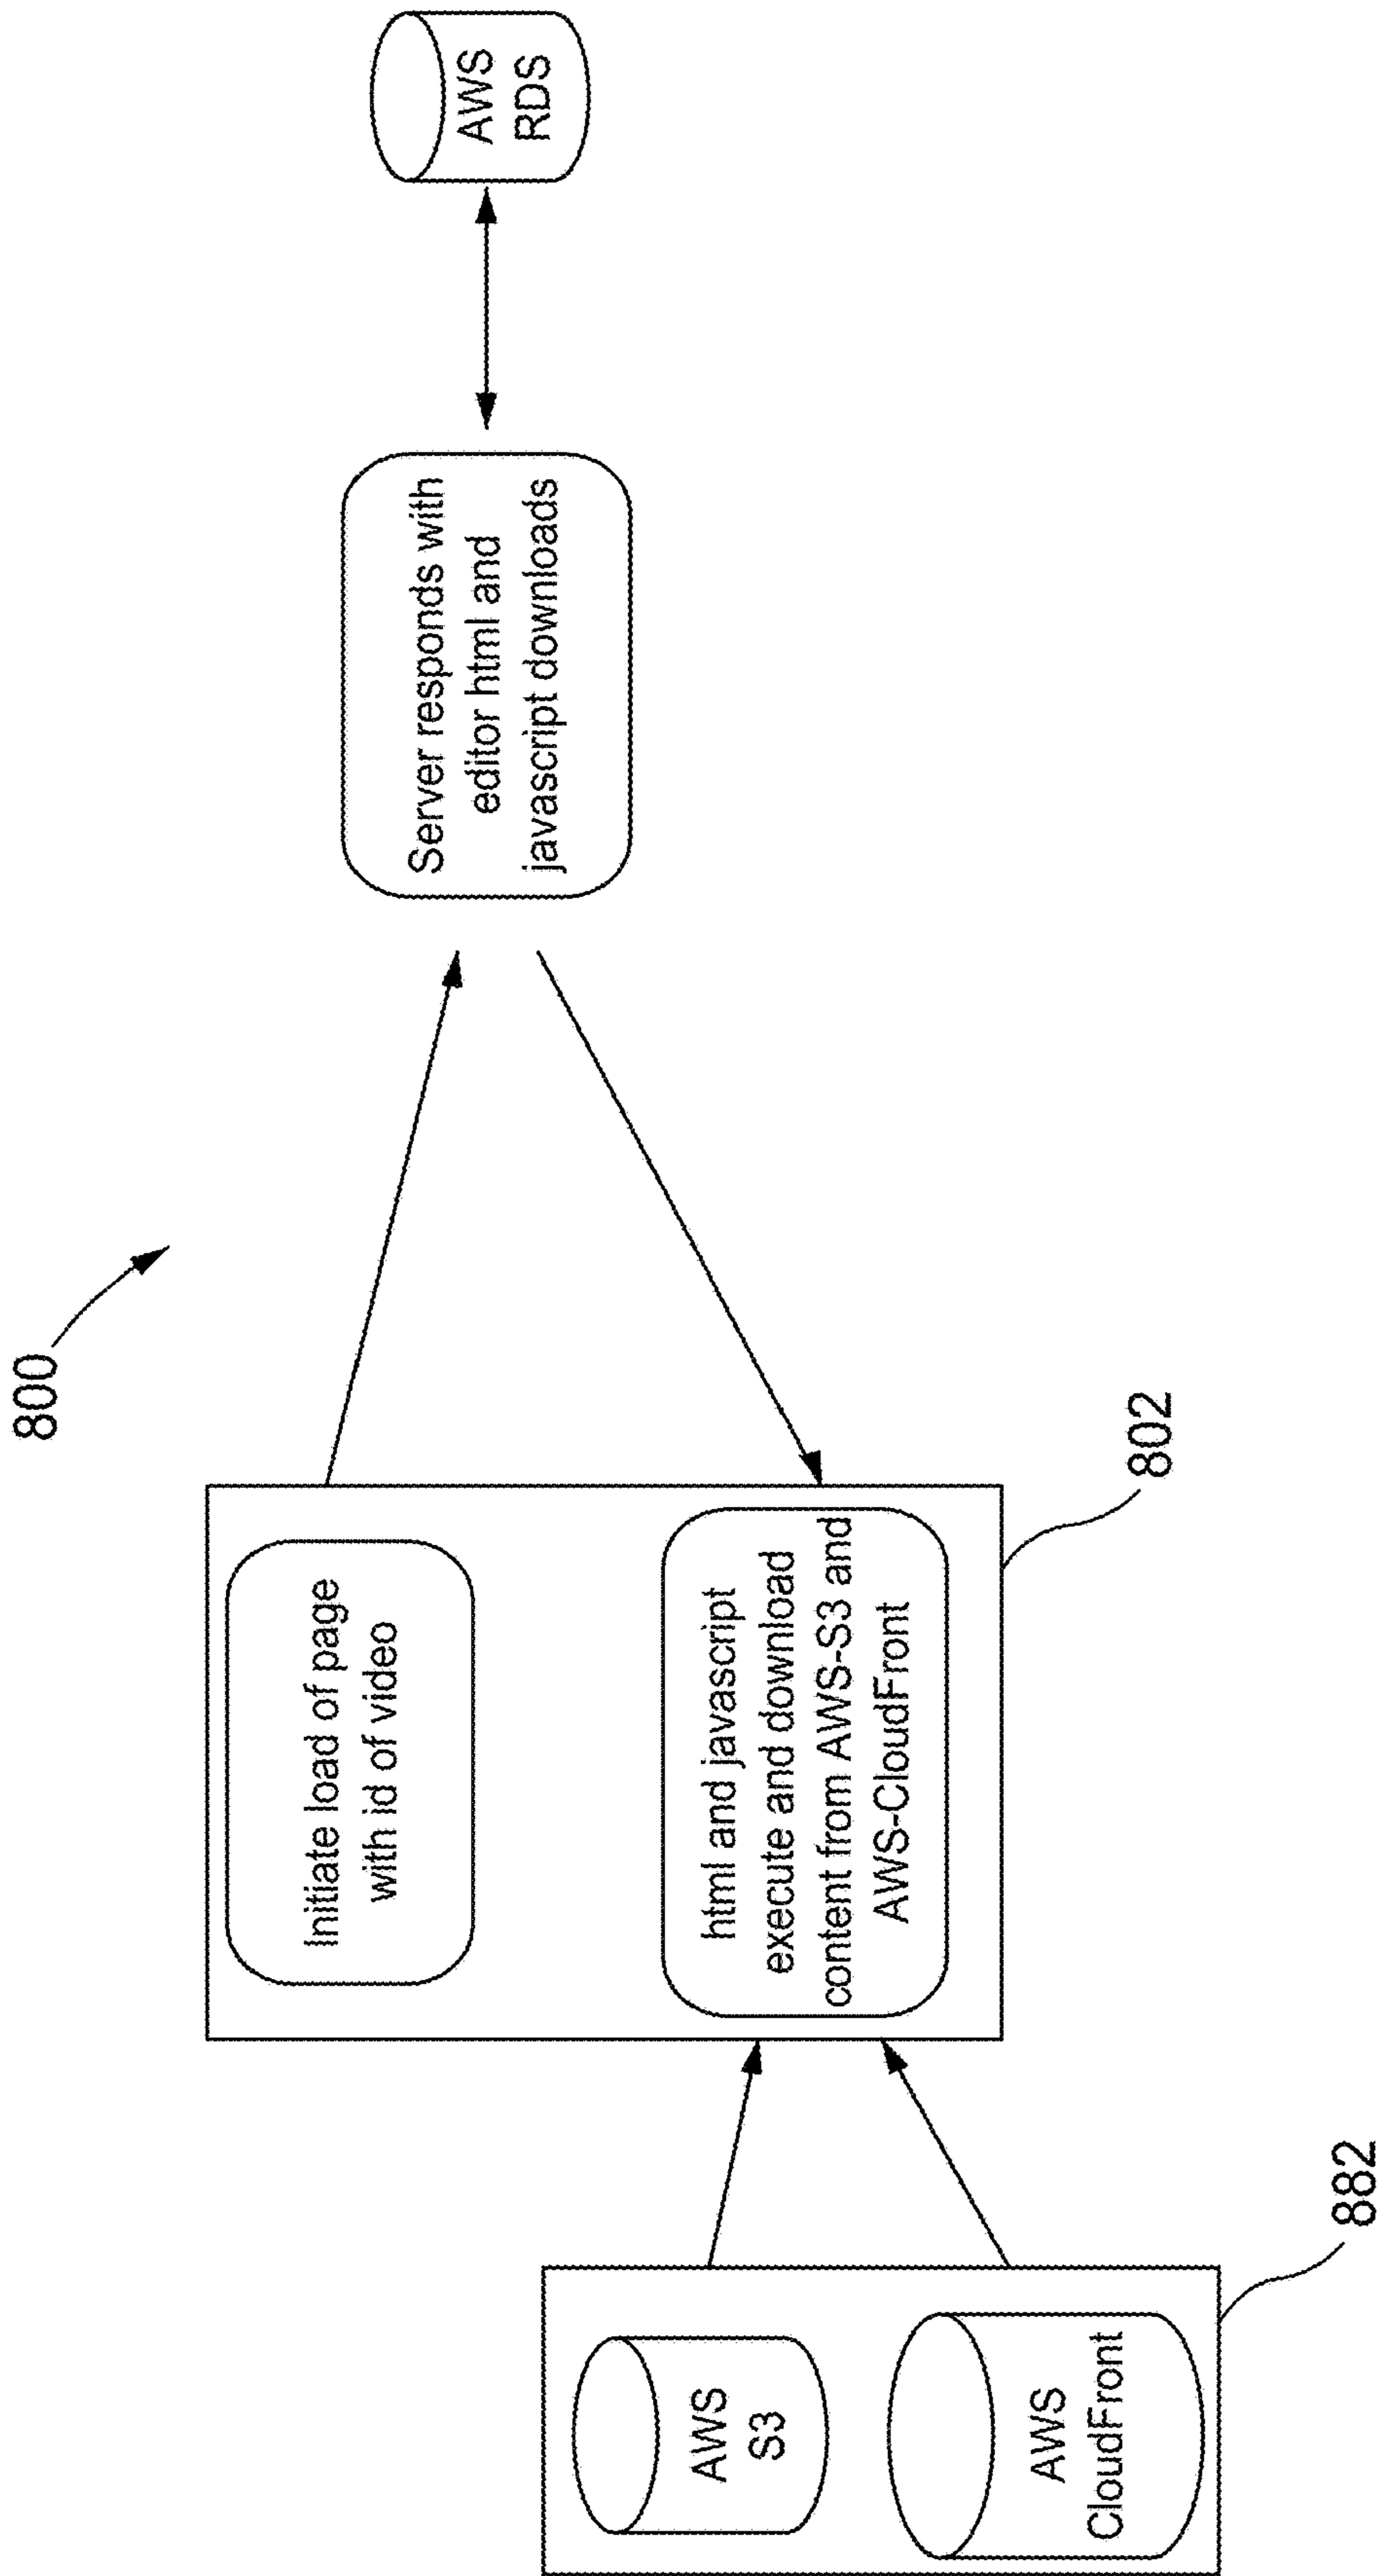 800
Initiate load of page
with id of video
Server responds with
editor html and
javascript downloads
AWS
RDS
AWS
S3
AWS
CloudFront
html and javascript
execute and download
content from AWS-S3 and
AWS-CloudFront
802
882